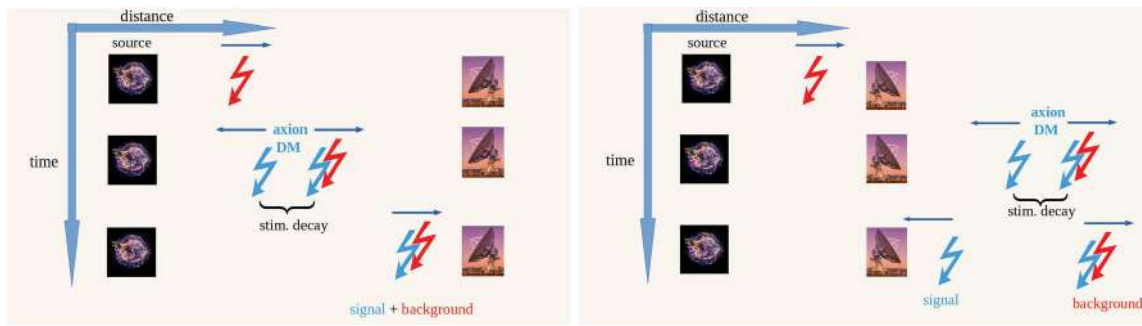 distance
source
axion
DM
time
stim. decay
signal + background
distance
source
axion
DM
time
stim. decay
signal
background